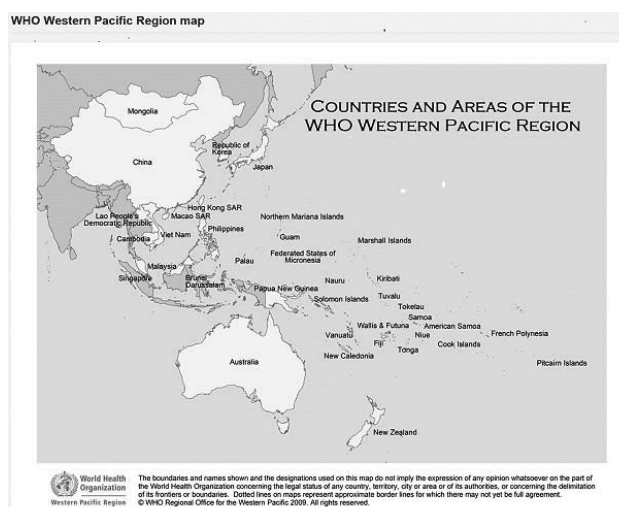 WHO Western Pacific Region map
COUNTRIES AND AREAS OF THE
WHO WESTERN PACIFIC REGION
Mongolia
Republic of
Korea
China
Japan
Hong Kong SAR
Lao People's
Macao SAR
Democratic Republic
Northern Mariana Islands
Philippines
Viet Nam
Cambodia
Guam
Marshall Islands
Federated States of
Micronesia
Palau
Malaysia
Singapore
Brunei
Darussalam
Nauru
Kiribati
Papua New Guinea
Solomon Islands
Tuvalu
Tokelau
Samoa
Wallis & Futuna
American Samoa
Vanuatu
Fiji
Niue
French Polynesia
Cook Islands
Tonga
New Caledonia
Pitcairn Islands
Australia
New Zealand
World Health
Organization
Western Pacific Region
The boundaries and names shown and the designations used on this map do not imply the expression of any opinion whatsoever on the part of
the World Health Organization concerning the legal status of any country, territory, city or area or of its authorities, or concerning the delimitation
of its frontiers or boundaries. Dotted lines on maps represent approximate border lines for which there may not yet be full agreement.
© WHO Regional Office for the Western Pacific 2009. All rights reserved.